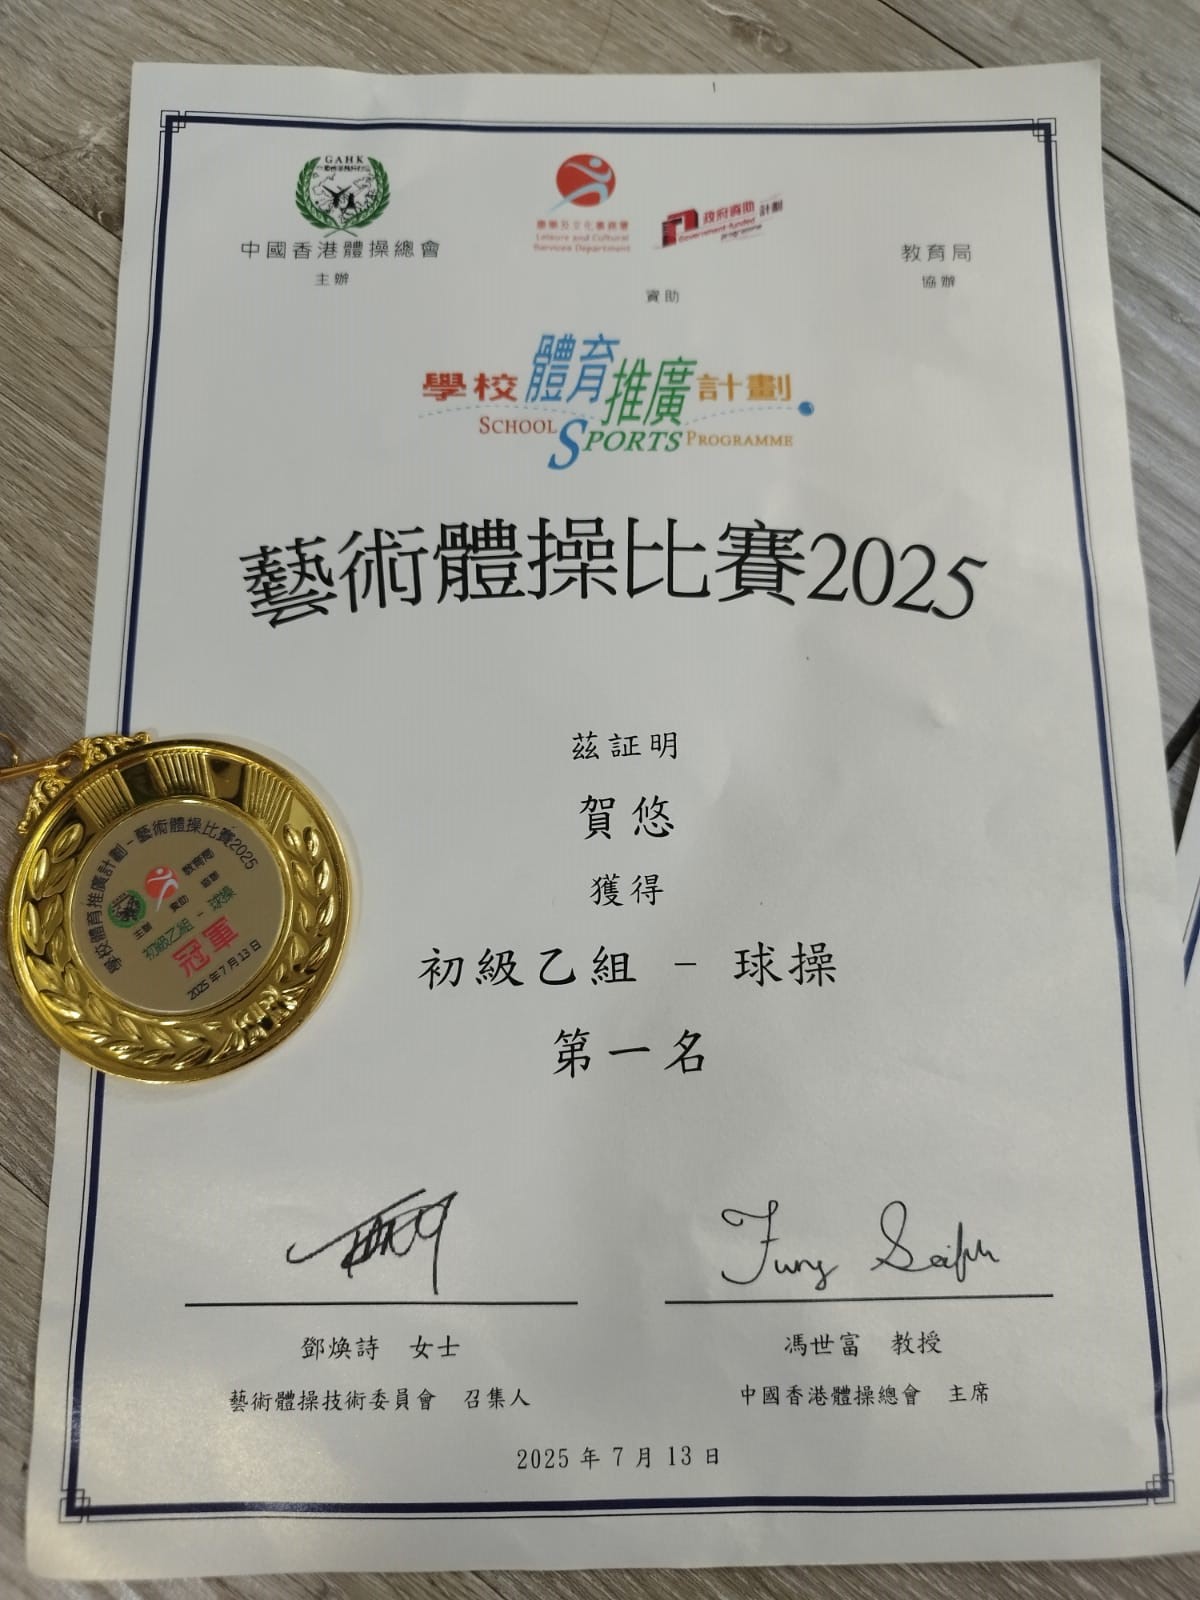 GAHK
中國香港體操總會
主辦
康樂及文化事務署
Leisure and Cultural
Services Department
政府資助計劃
Government-funded
programme
資助
教育局
協辦
學校體育推廣計劃
SCHOOL SPORTS PROGRAMME
藝術體操比賽2025
茲証明
賀悠
獲得
初級乙組 - 球操
第一名
學校體育推廣計劃-藝術體操比賽2025
主辦
資助
教育局
協辦
初級乙組 - 球操
冠軍
2025年7月13日
Fung
鄧煥詩 女士
藝術體操技術委員會 召集人
馮世富 教授
中國香港體操總會 主席
2025 年 7 月 13 日